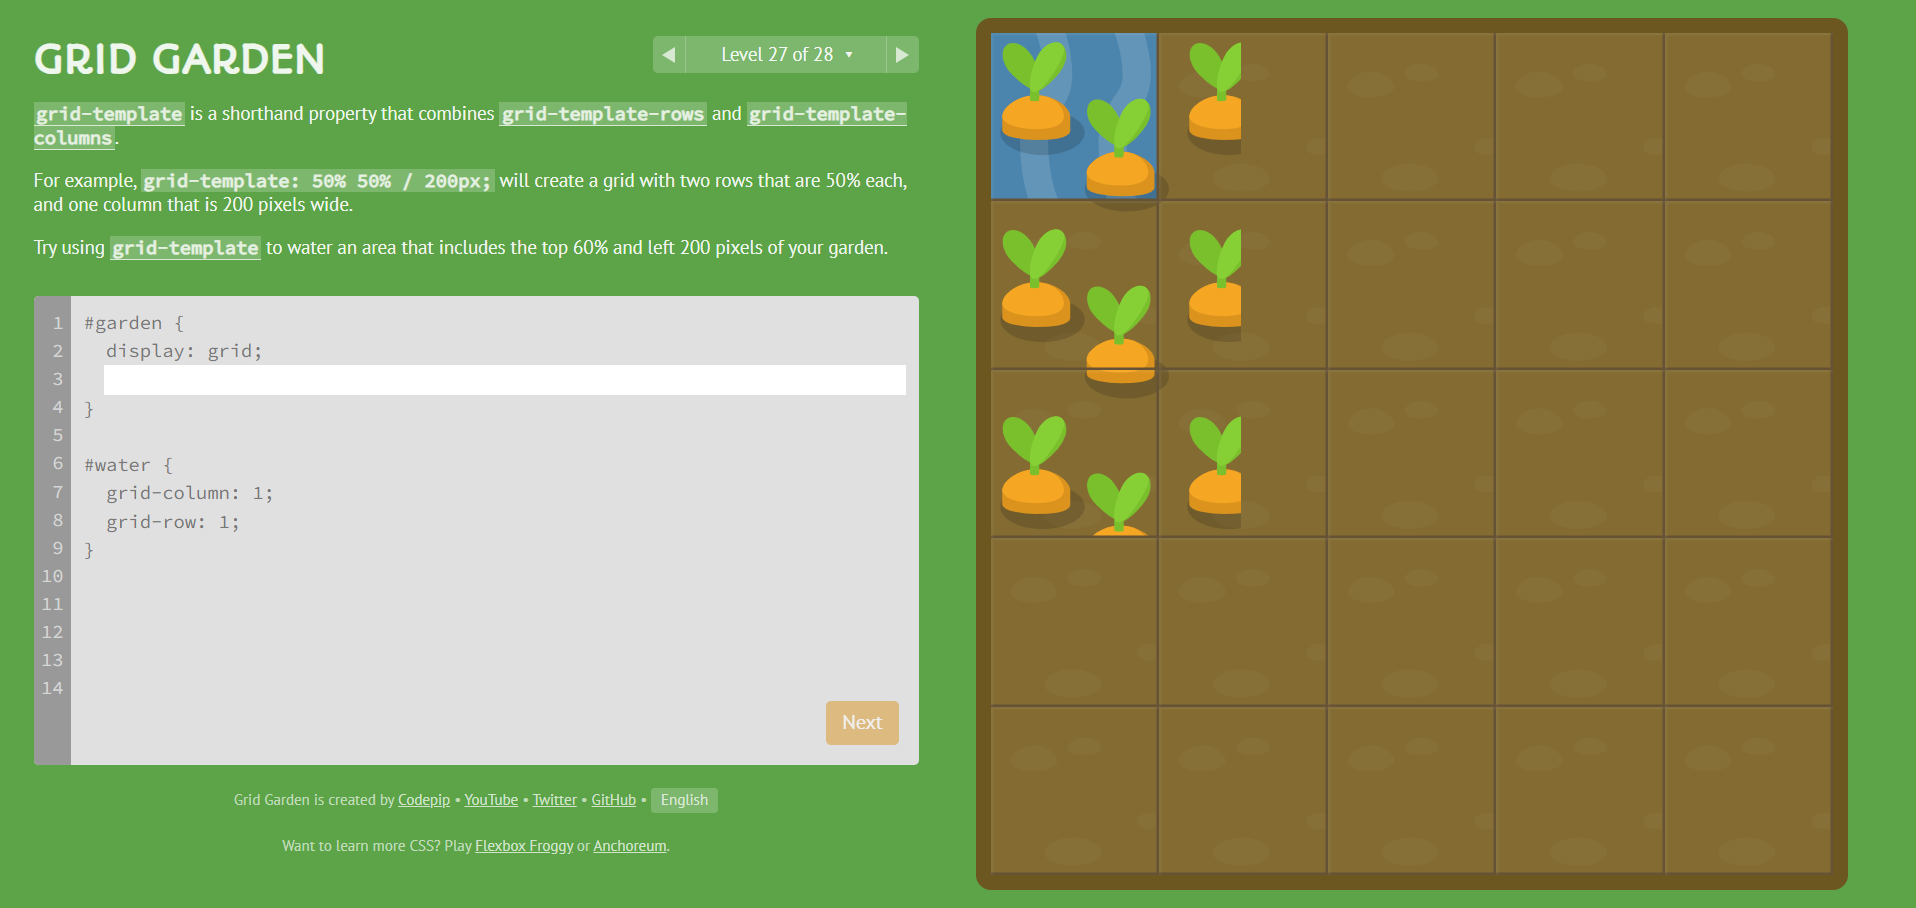 GRID GARDEN
◀ Level 27 of 28 ▼ ▶
grid-template is a shorthand property that combines grid-template-rows and grid-template-
columns.
For example, grid-template: 50% 50% / 200px; will create a grid with two rows that are 50% each,
and one column that is 200 pixels wide.
Try using grid-template to water an area that includes the top 60% and left 200 pixels of your garden.
1 #garden {
2   display: grid;
3
4 }
5
6 #water {
7   grid-column: 1;
8   grid-row: 1;
9 }
10
11
12
13
14
Next
Grid Garden is created by Codepip • YouTube • Twitter • GitHub • English
Want to learn more CSS? Play Flexbox Froggy or Anchoreum.